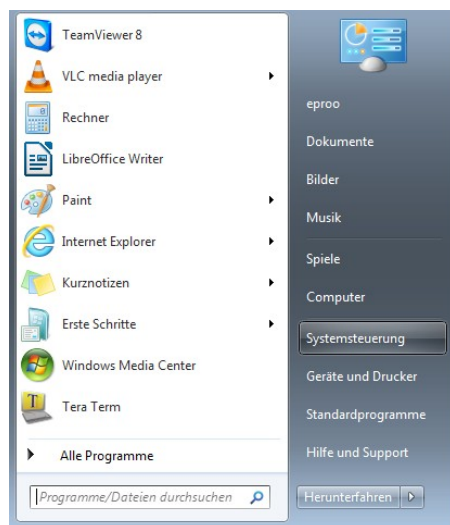 TeamViewer 8
VLC media player
Rechner
LibreOffice Writer
Paint
Internet Explorer
Kurznotizen
Erste Schritte
Windows Media Center
Tera Term
Alle Programme
Programme/Dateien durchsuchen
eproo
Dokumente
Bilder
Musik
Spiele
Computer
Systemsteuerung
Geräte und Drucker
Standardprogramme
Hilfe und Support
Herunterfahren